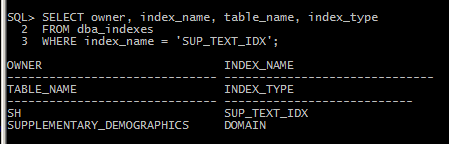 SQL> SELECT owner, index_name, table_name, index_type
  2  FROM dba_indexes
  3  WHERE index_name = 'SUP_TEXT_IDX';

OWNER                          INDEX_NAME
------------------------------ ------------------------------
TABLE_NAME                     INDEX_TYPE
------------------------------ ---------------------------
SH                             SUP_TEXT_IDX
SUPPLEMENTARY_DEMOGRAPHICS     DOMAIN